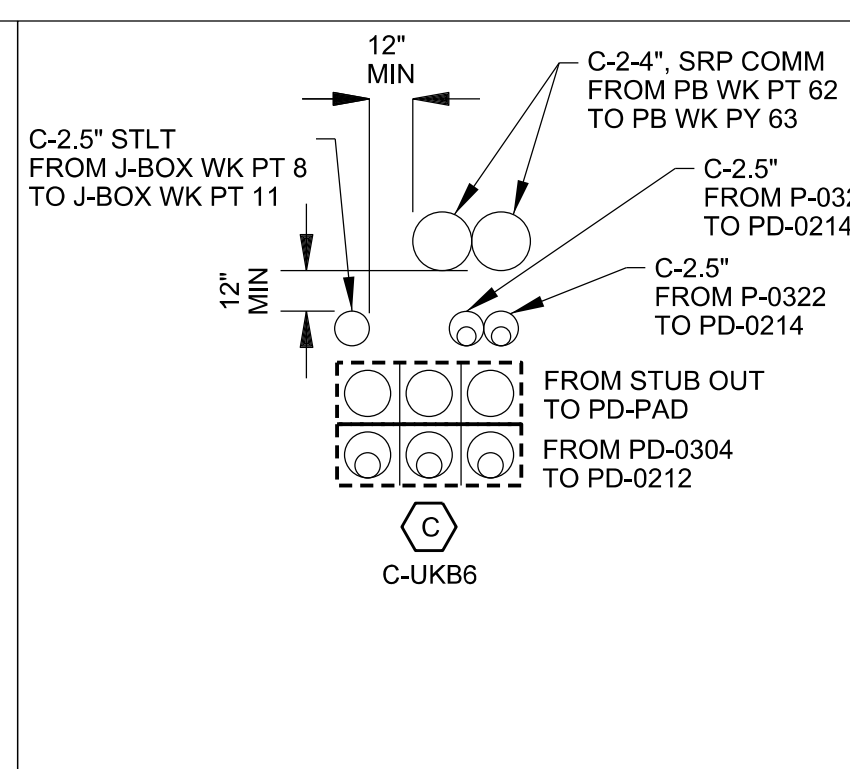 12"
MIN
C-2-4", SRP COMM
FROM PB WK PT 62
TO PB WK PY 63
C-2.5" STLT
FROM J-BOX WK PT 8
TO J-BOX WK PT 11
C-2.5"
FROM
TO PD-0214
12"
MIN
C-2.5"
FROM P-0322
TO PD-0214
FROM STUB OUT
TO PD-PAD
FROM PD-0304
TO PD-0212
C
C-UKB6